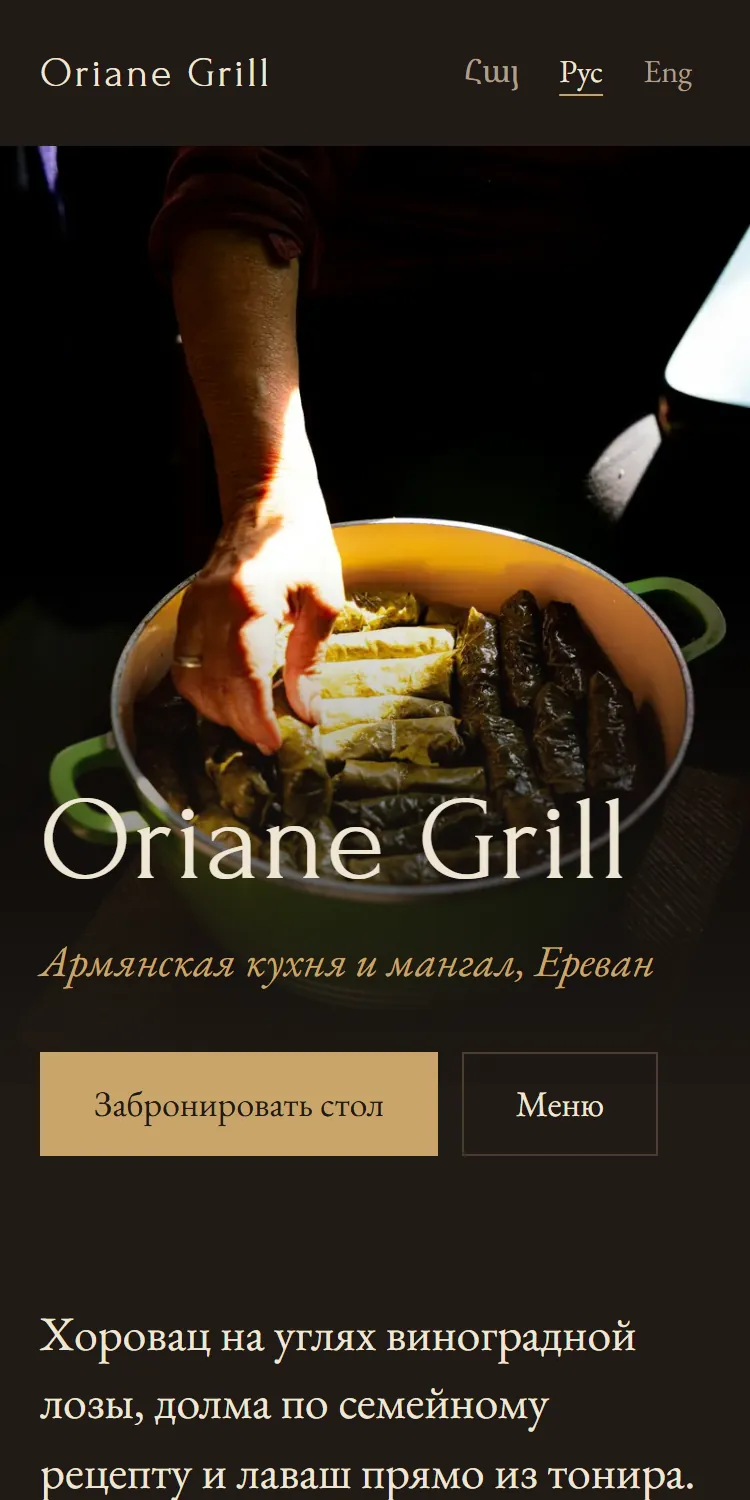 Oriane Grill
Հայ Рус Eng
Oriane Grill
Армянская кухня и мангал, Ереван
Забронировать стол
Меню
Хоровац на углях виноградной
лозы, долма по семейному
рецепту и лаваш прямо из тонира.